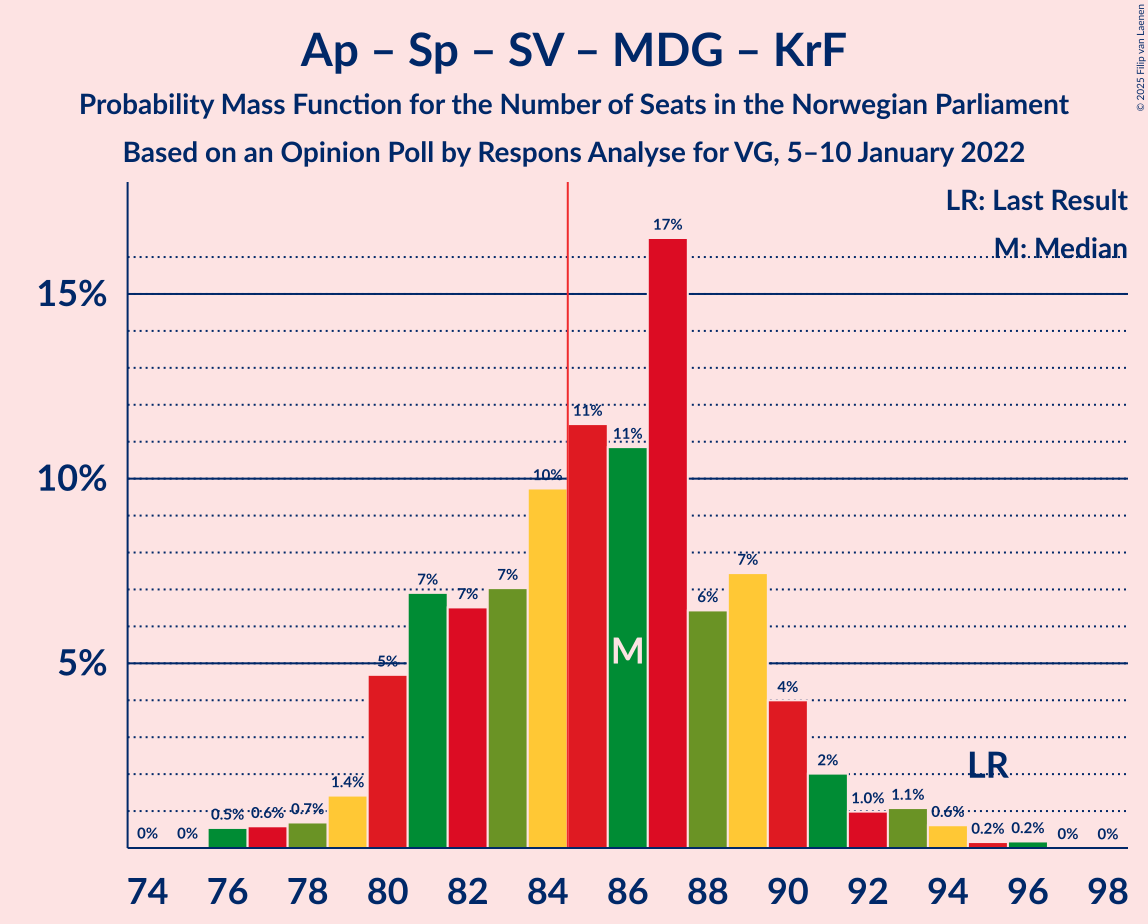 Ap – Sp – SV – MDG – KrF
Probability Mass Function for the Number of Seats in the Norwegian Parliament
Based on an Opinion Poll by Respons Analyse for VG, 5–10 January 2022
© 2025 Filip van Laenen
LR: Last Result
M: Median
15%
10%
5%
0% 0% 0.5% 0.6% 0.7% 1.4% 5% 7% 7% 7% 10% 11% 11% 17% 6% 7% 4% 2% 1.0% 1.1% 0.6% 0.2% 0.2% 0% 0%
M
LR
74 76 78 80 82 84 86 88 90 92 94 96 98